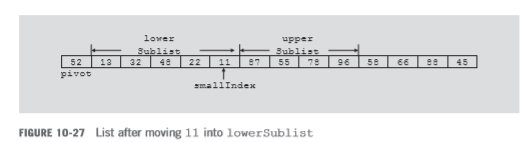 lower upper
Sublist Sublist
52 13 32 48 22 11 87 55 78 96 58 66 88 45
pivot
smallIndex
FIGURE 10-27 List after moving 11 into lowerSublist